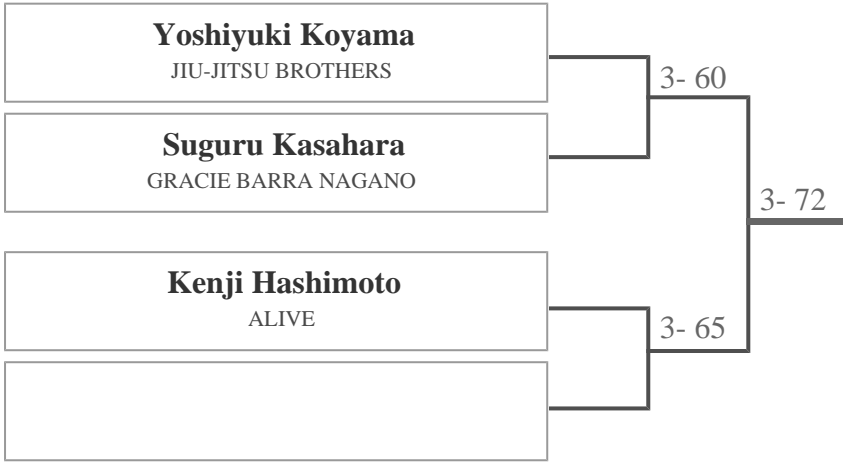 Yoshiyuki Koyama
JIU-JITSU BROTHERS
3- 60
Suguru Kasahara
GRACIE BARRA NAGANO
3- 72
Kenji Hashimoto
ALIVE
3- 65